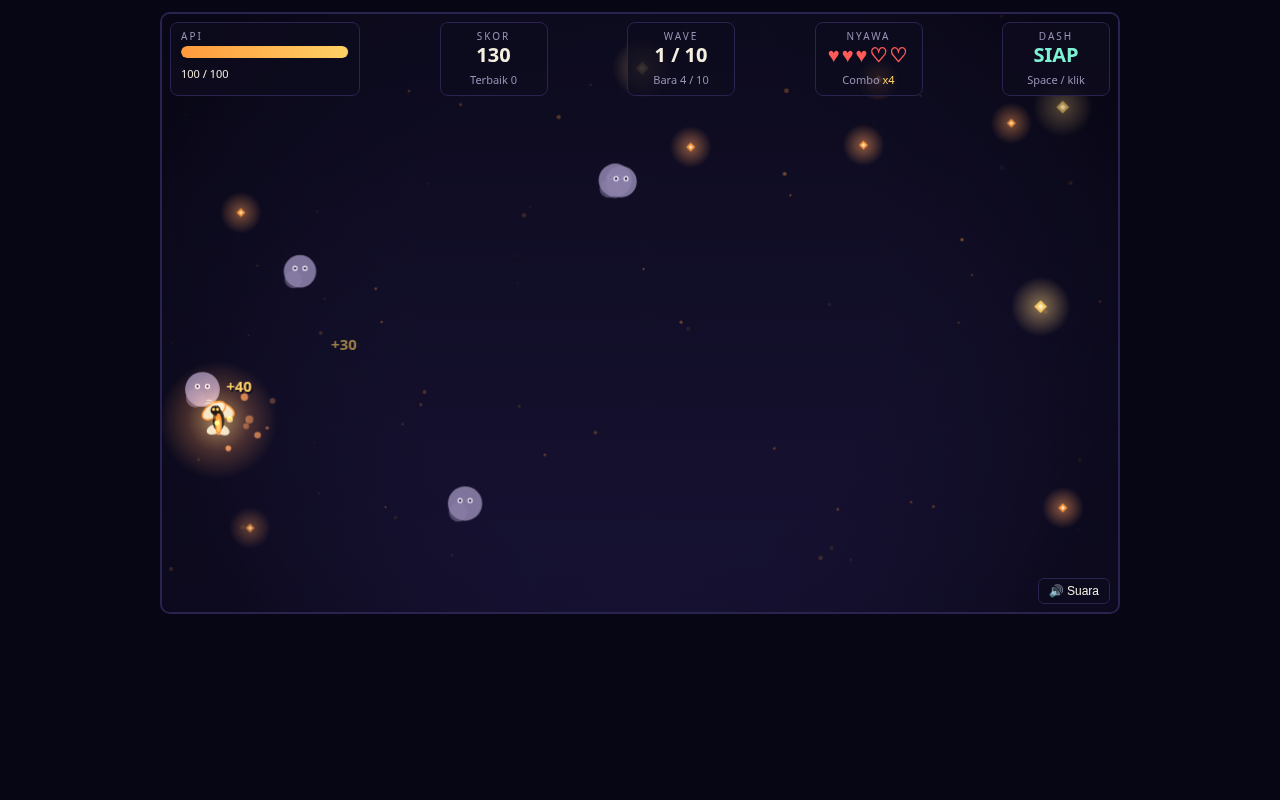 API
100 / 100
SKOR
130
Terbaik 0
WAVE
1 / 10
Bara 4 / 10
NYAWA
♥♥♥♡♡
Combo x4
DASH
SIAP
Space / klik
+30
+40
🔊 Suara